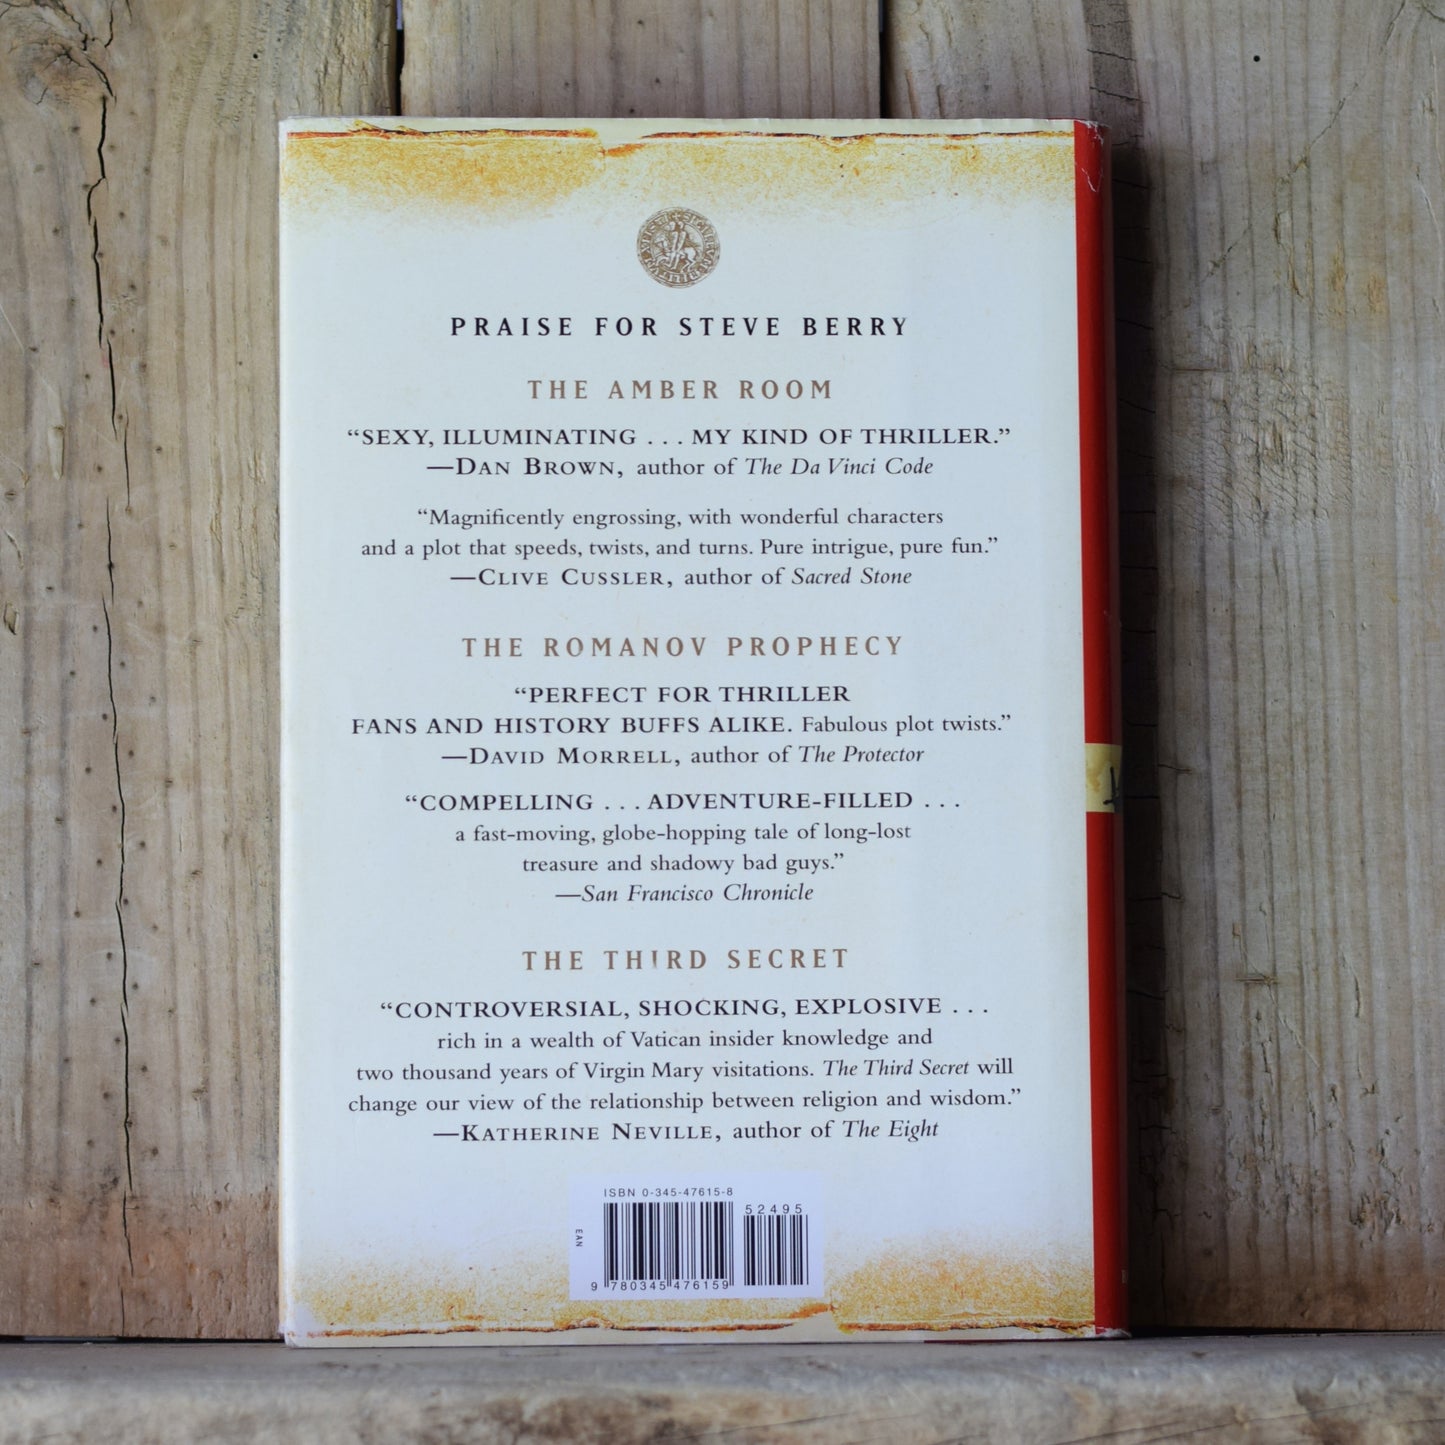 PRAISE FOR STEVE BERRY
THE AMBER ROOM
“SEXY, ILLUMINATING . . . MY KIND OF THRILLER.”
—DAN BROWN, author of The Da Vinci Code
“Magnificently engrossing, with wonderful characters
and a plot that speeds, twists, and turns. Pure intrigue, pure fun.”
—CLIVE CUSSLER, author of Sacred Stone
THE ROMANOV PROPHECY
“PERFECT FOR THRILLER
FANS AND HISTORY BUFFS ALIKE. Fabulous plot twists.”
—DAVID MORRELL, author of The Protector
“COMPELLING . . . ADVENTURE-FILLED . . .
a fast-moving, globe-hopping tale of long-lost
treasure and shadowy bad guys.”
—San Francisco Chronicle
THE THIRD SECRET
“CONTROVERSIAL, SHOCKING, EXPLOSIVE . . .
rich in a wealth of Vatican insider knowledge and
two thousand years of Virgin Mary visitations. The Third Secret will
change our view of the relationship between religion and wisdom.”
—KATHERINE NEVILLE, author of The Eight
ISBN 0-345-47615-8
52495
EAN
9 780345 476159